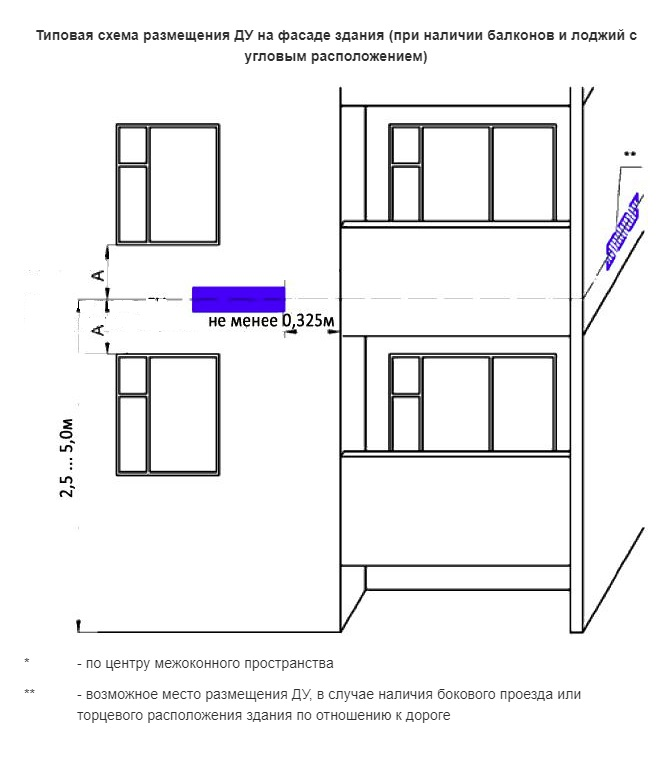 Типовая схема размещения ДУ на фасаде здания (при наличии балконов и лоджий с
угловым расположением)
**
А
не менее 0,325м
А
2,5 ... 5,0м
* - по центру межоконного пространства
** - возможное место размещения ДУ, в случае наличия бокового проезда или
торцевого расположения здания по отношению к дороге